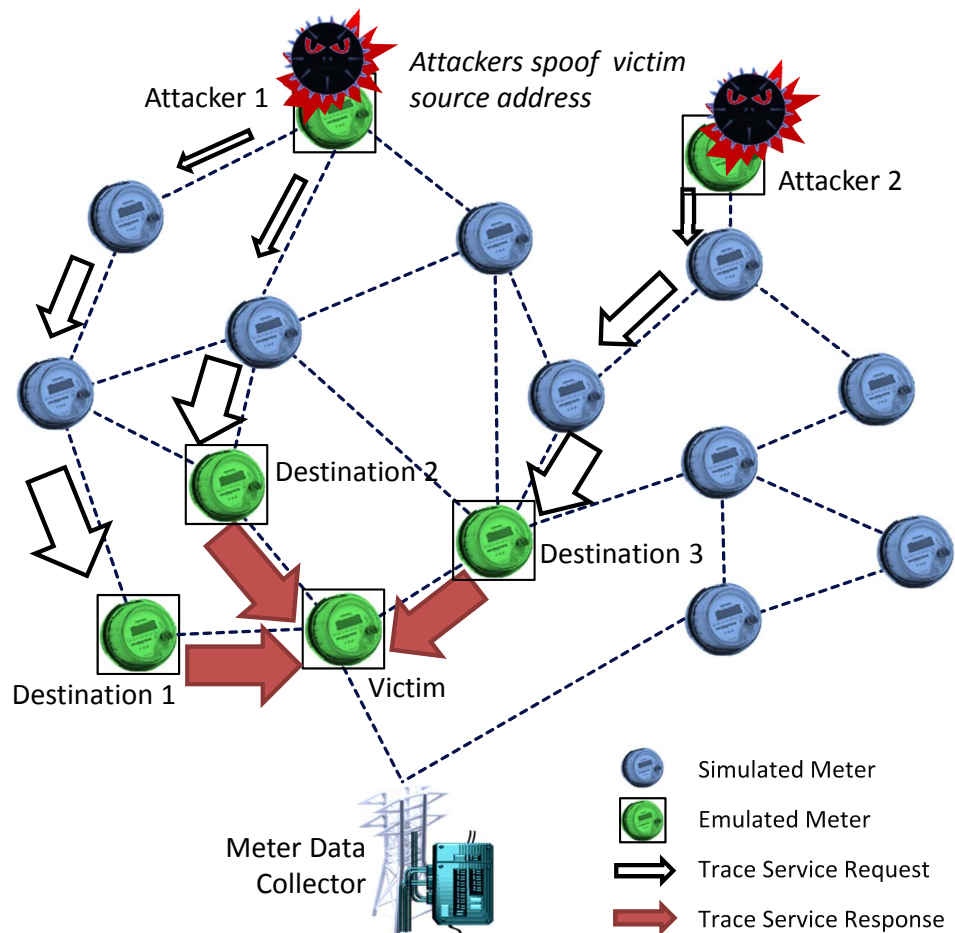 Attackers spoof victim
source address
Attacker 1
Attacker 2
Destination 2
Destination 3
Destination 1
Victim
Meter Data
Collector
Simulated Meter
Emulated Meter
Trace Service Request
Trace Service Response